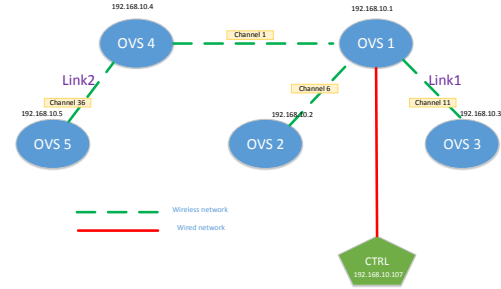 192.168.10.4
192.168.10.1
OVS 4
Channel 1
OVS 1
Link2
Link1
Channel 36
Channel 6
Channel 11
192.168.10.5
192.168.10.2
192.168.10.3
OVS 5
OVS 2
OVS 3
Wireless network
Wired network
CTRL
192.168.10.107